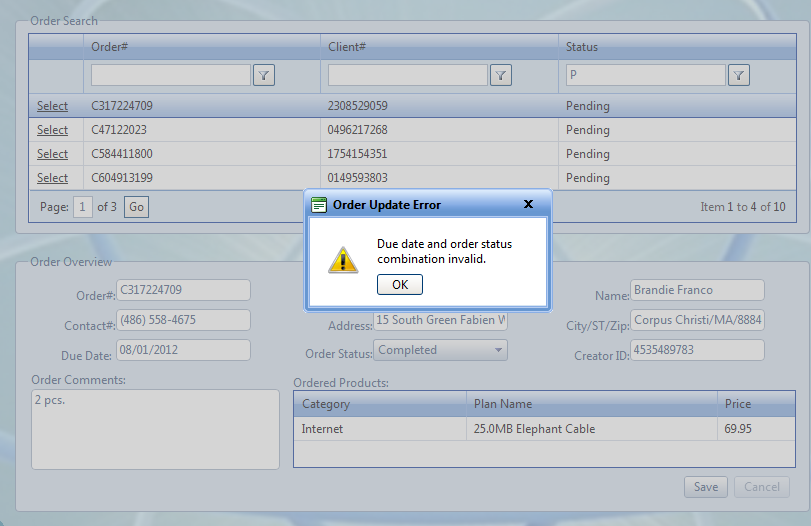 Order Search
Order# Client# Status
P
Select C317224709 2308529059 Pending
Select C47122023 0496217268 Pending
Select C584411800 1754154351 Pending
Select C604913199 0149593803 Pending
Page: 1 of 3 Go Item 1 to 4 of 10
Order Update Error x
Due date and order status
combination invalid.
OK
Order Overview
Order#: C317224709 Name: Brandie Franco
Contact#: (486) 558-4675 Address: 15 South Green Fabien W City/ST/Zip: Corpus Christi/MA/8884
Due Date: 08/01/2012 Order Status: Completed Creator ID: 4535489783
Order Comments: Ordered Products:
2 pcs.
Category Plan Name Price
Internet 25.0MB Elephant Cable 69.95
Save Cancel